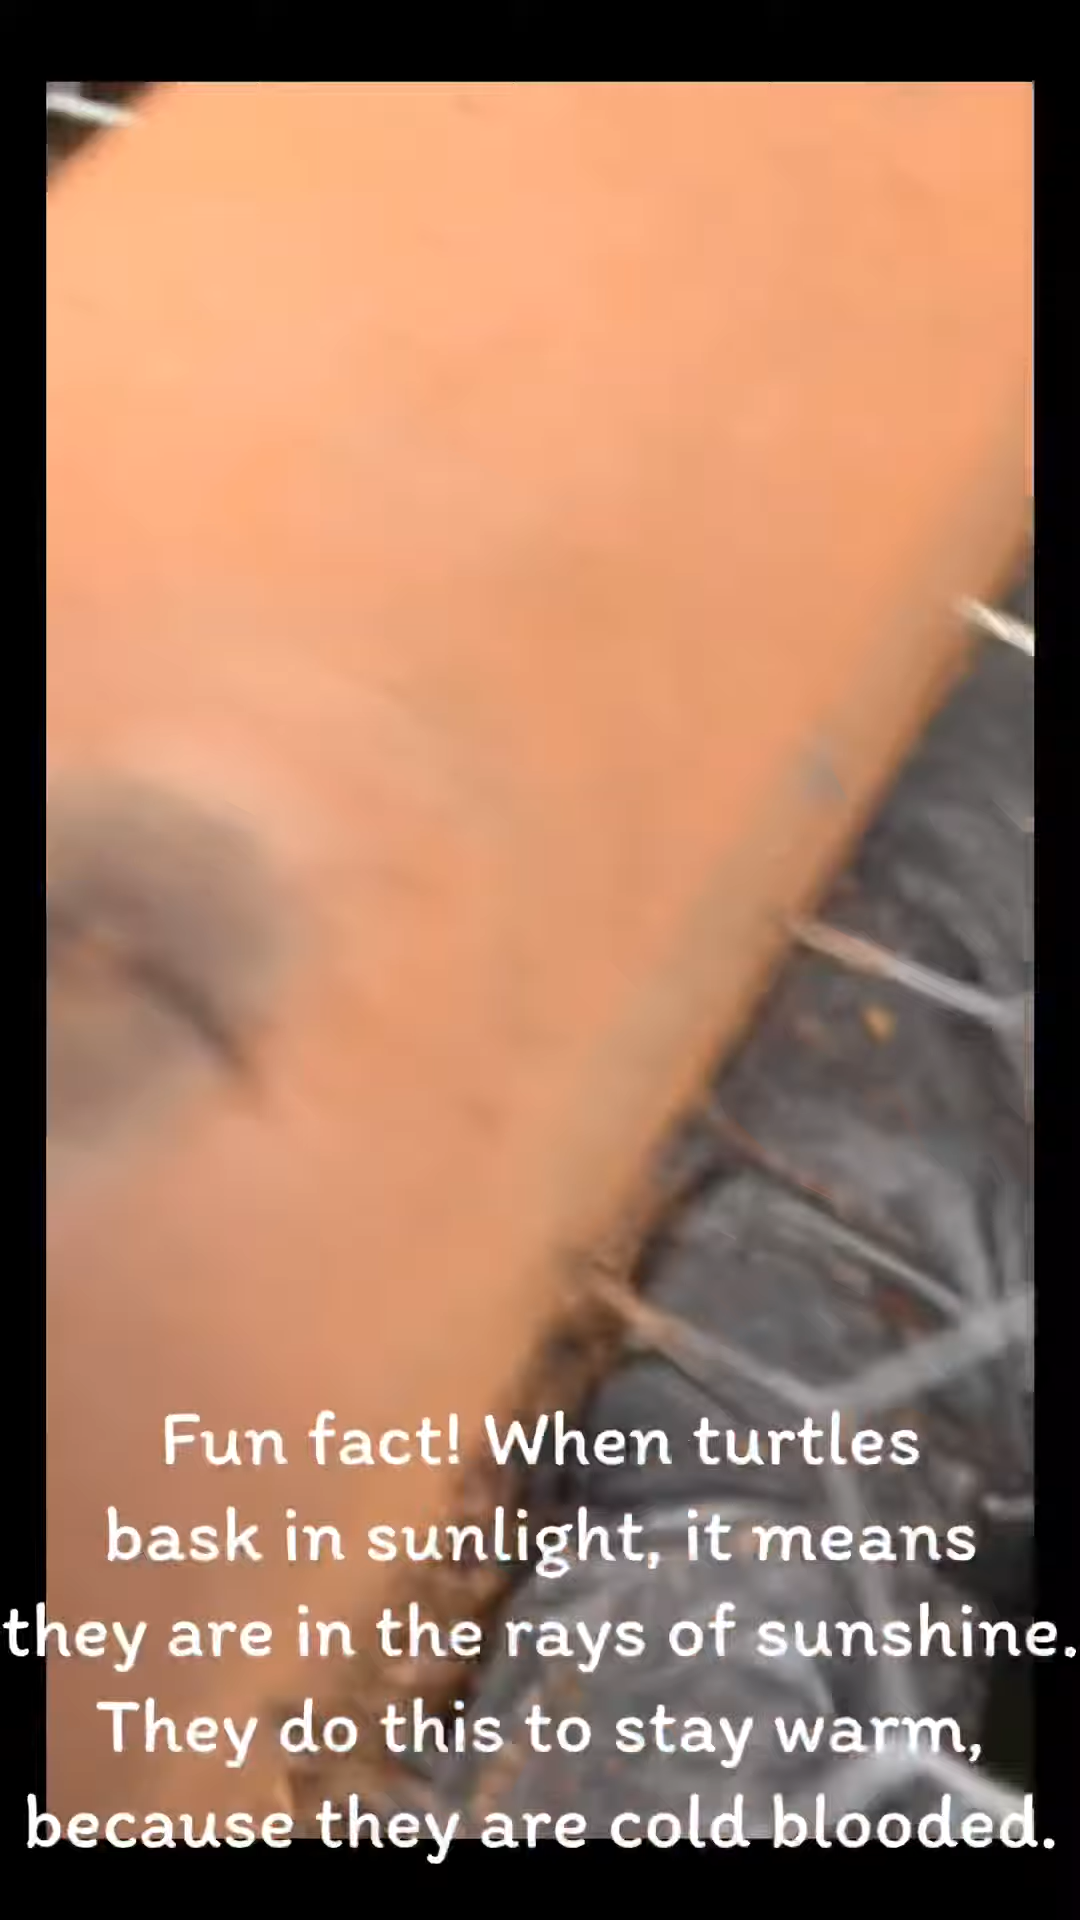 Fun fact! When turtles
bask in sunlight, it means
they are in the rays of sunshine.
They do this to stay warm,
because they are cold blooded.